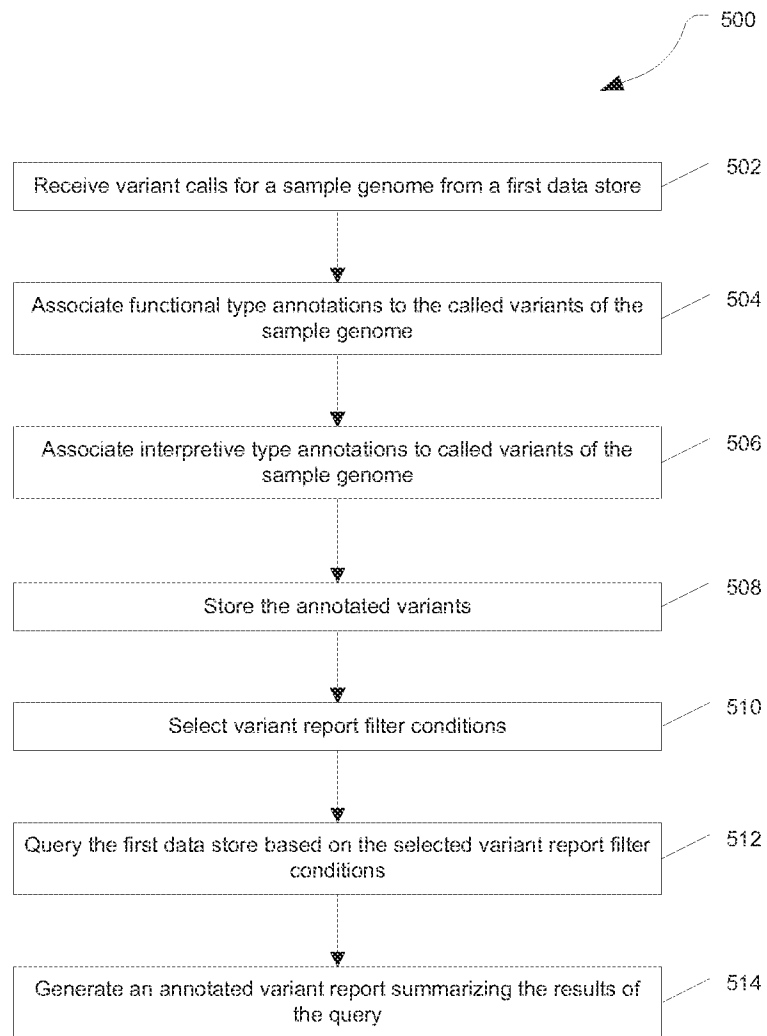 500
Receive variant calls for a sample genome from a first data store
502
Associate functional type annotations to the called variants of the
sample genome
504
Associate interpretive type annotations to called variants of the
sample genome
506
Store the annotated variants
508
Select variant report filter conditions
510
Query the first data store based on the selected variant report filter
conditions
512
Generate an annotated variant report summarizing the results of
the query
514